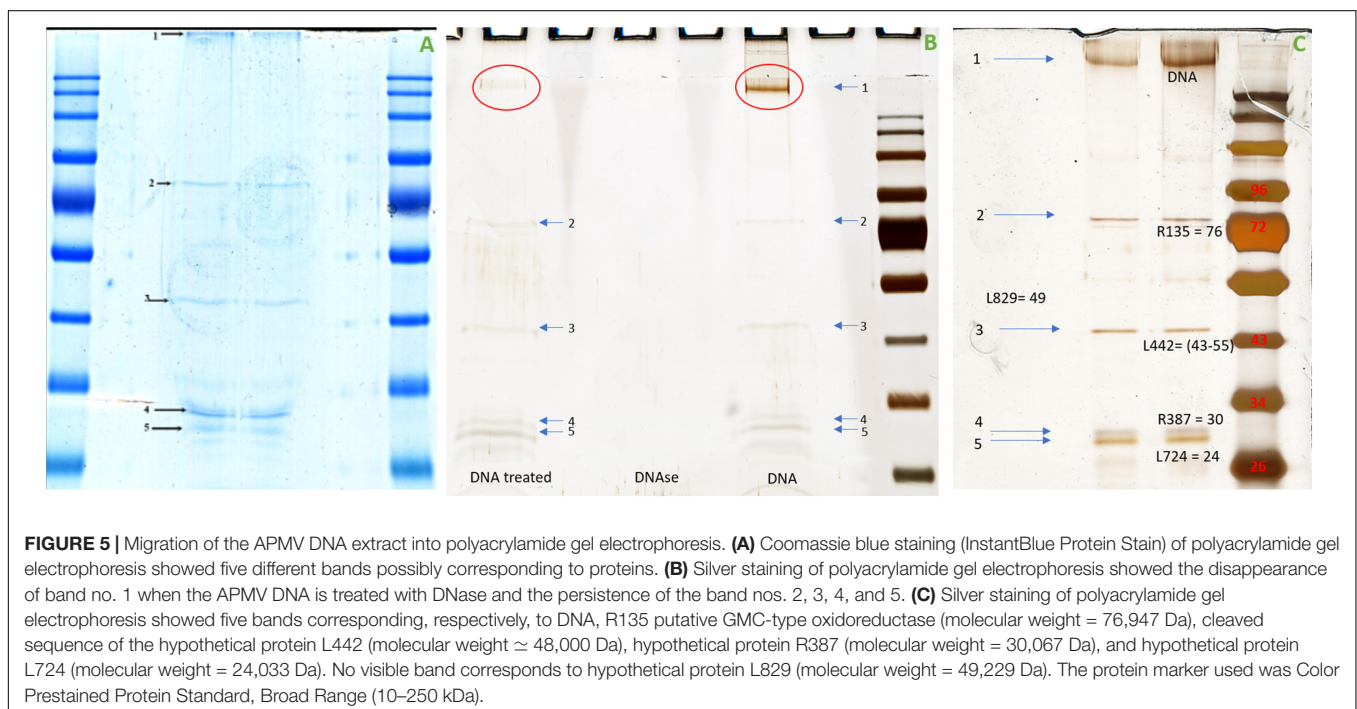 A
1
2
3
4
5
B
1
2
2
3
3
4
4
5
5
DNA treated
DNAse
DNA
C
1
DNA
96
2
R135 = 76
72
L829= 49
3
L442= (43-55)
43
34
4
R387 = 30
5
L724 = 24
26
FIGURE 5 | Migration of the APMV DNA extract into polyacrylamide gel electrophoresis. (A) Coomassie blue staining (InstantBlue Protein Stain) of polyacrylamide gel
electrophoresis showed five different bands possibly corresponding to proteins. (B) Silver staining of polyacrylamide gel electrophoresis showed the disappearance
of band no. 1 when the APMV DNA is treated with DNase and the persistence of the band nos. 2, 3, 4, and 5. (C) Silver staining of polyacrylamide gel
electrophoresis showed five bands corresponding, respectively, to DNA, R135 putative GMC-type oxidoreductase (molecular weight = 76,947 Da), cleaved
sequence of the hypothetical protein L442 (molecular weight ≃ 48,000 Da), hypothetical protein R387 (molecular weight = 30,067 Da), and hypothetical protein
L724 (molecular weight = 24,033 Da). No visible band corresponds to hypothetical protein L829 (molecular weight = 49,229 Da). The protein marker used was Color
Prestained Protein Standard, Broad Range (10–250 kDa).